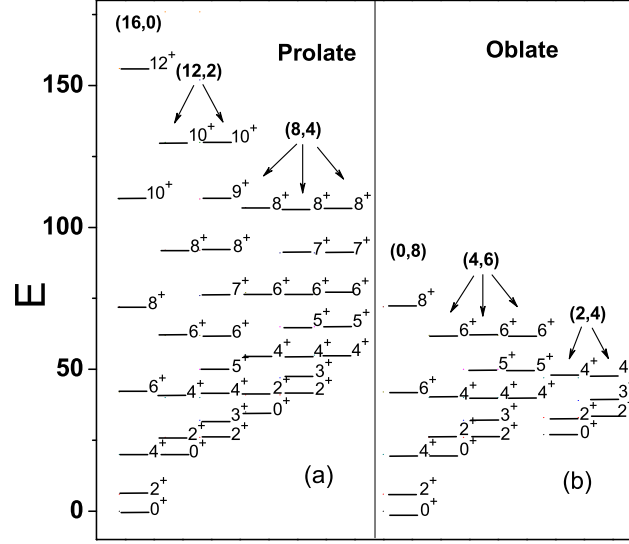 (16,0)
12⁺ (12,2) Prolate Oblate
150
10⁺ 10⁺ (8,4)
10⁺ 9⁺ 8⁺ 8⁺ 8⁺
100
8⁺ 8⁺ 7⁺ 7⁺ (0,8) (4,6)
E
8⁺ 7⁺ 6⁺ 6⁺ 6⁺ 8⁺ (2,4)
6⁺ 6⁺ 5⁺ 5⁺ 6⁺ 6⁺ 6⁺
50
5⁺ 4⁺ 4⁺ 4⁺ 5⁺ 5⁺ 4⁺ 4
6⁺ 4⁺ 4⁺ 2⁺ 3⁺ 2⁺ 6⁺ 4⁺ 4⁺ 4⁺ 3
3⁺ 0⁺ 3⁺ 2⁺ 2
4⁺ 2⁺ 0⁺ 2⁺ (a) 4⁺ 2 0⁺ 2⁺ 0⁺ (b)
2⁺ 2⁺
0
0⁺ 0⁺